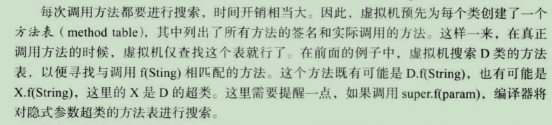 每次调用方法都要进行搜索，时间开销相当大。因此，虚拟机预先为每个类创建了一个
方法表（method table），其中列出了所有方法的签名和实际调用的方法。这样一来，在真正
调用方法的时候，虚拟机仅查找这个表就行了。在前面的例子中，虚拟机搜索 D 类的方法
表，以便寻找与调用 f(Sting) 相匹配的方法。这个方法既有可能是 D.f(String)，也有可能是
X.f(String)，这里的 X 是 D 的超类。这里需要提醒一点，如果调用 super.f(param)，编译器将
对隐式参数超类的方法表进行搜索。